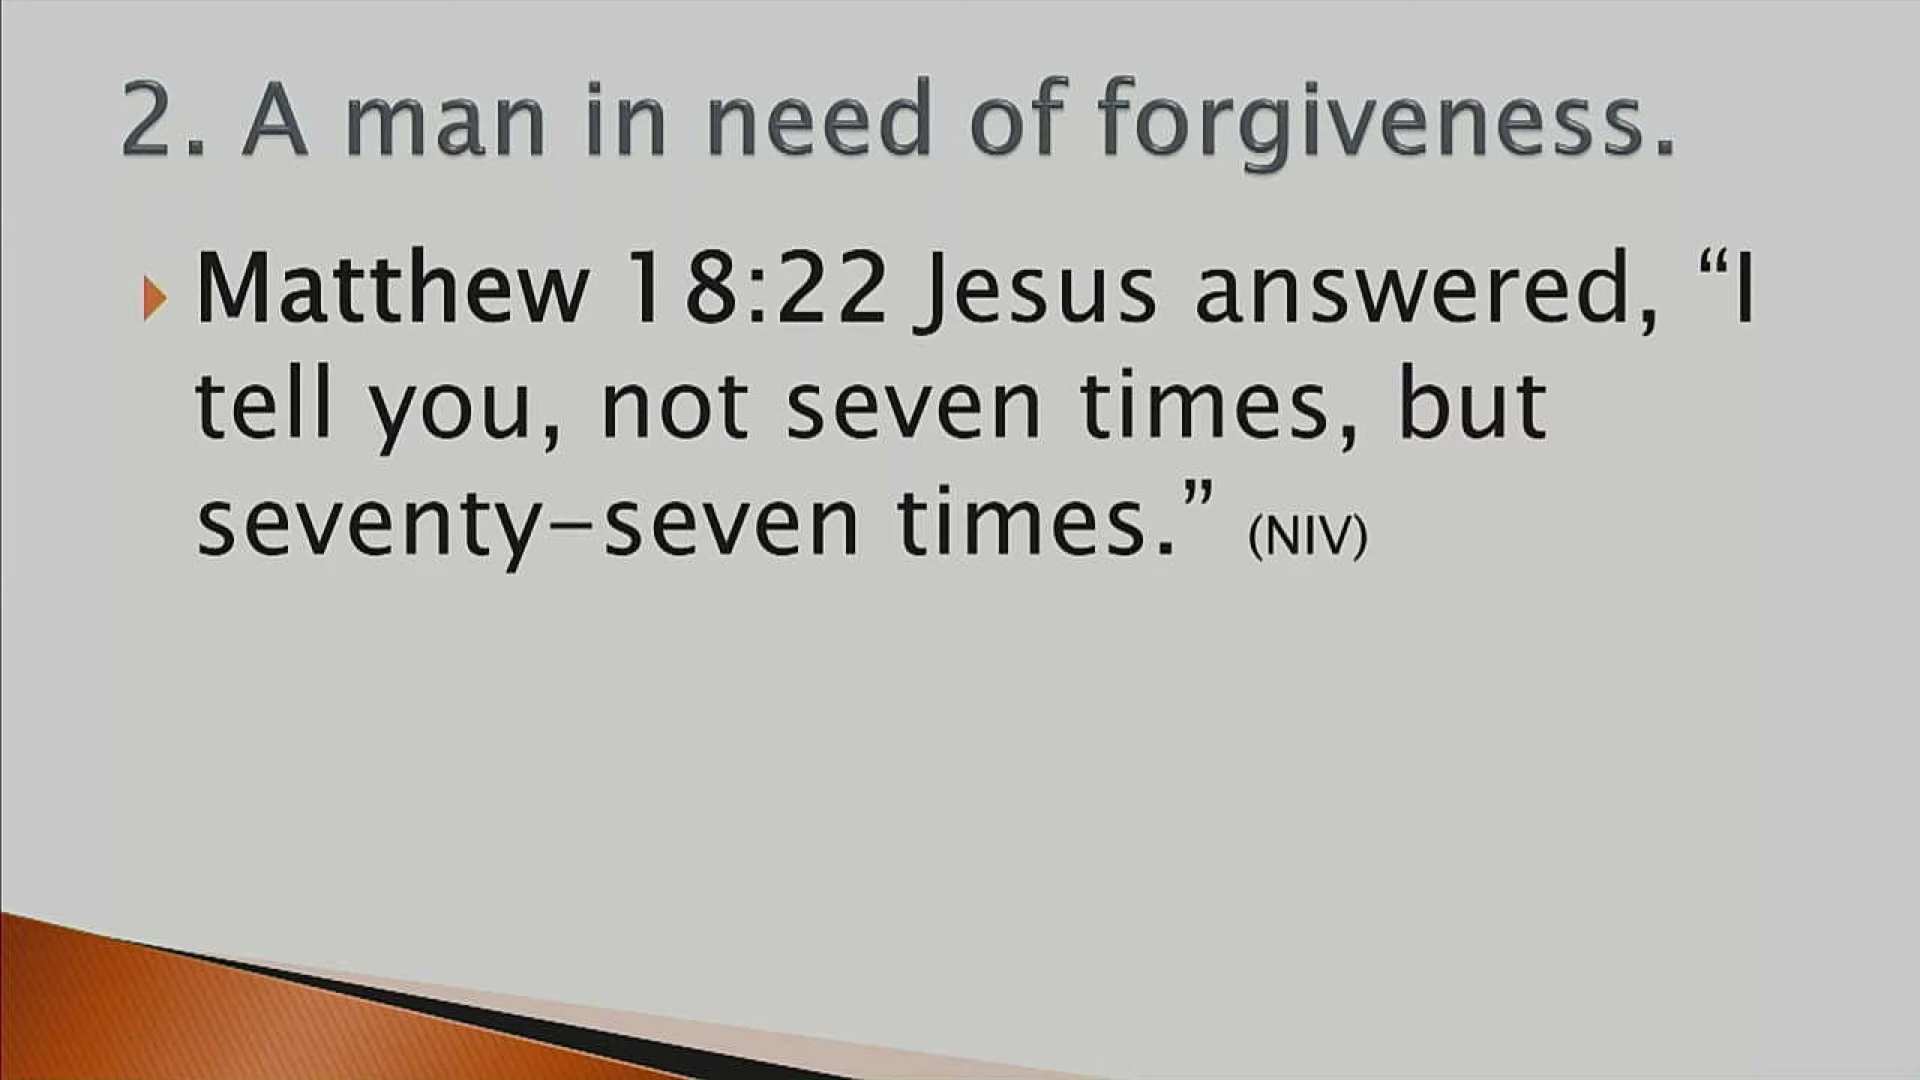 2. A man in need of forgiveness.
Matthew 18:22 Jesus answered, “I
tell you, not seven times, but
seventy-seven times.” (NIV)